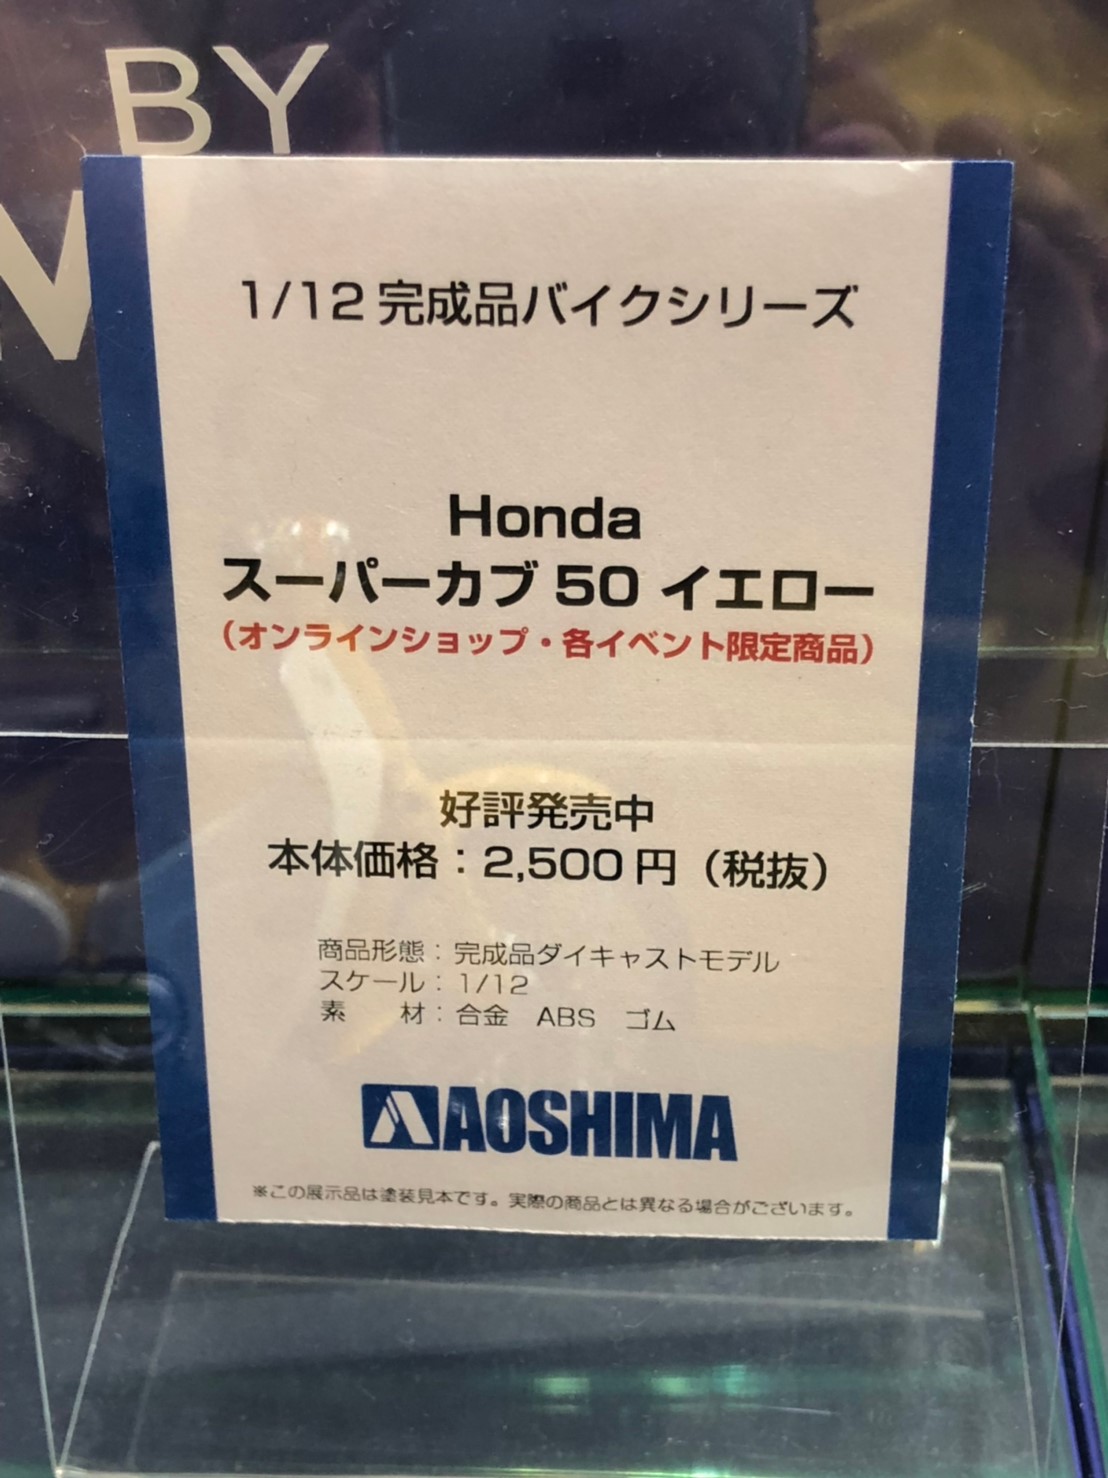 BY
1/12 完成品バイクシリーズ
Honda
スーパーカブ 50 イエロー
（オンラインショップ・各イベント限定商品）
好評発売中
本体価格：2,500 円（税抜）
商品形態：完成品ダイキャストモデル
スケール：1/12
素　　材：合金　ABS　ゴム
AOSHIMA
※この展示品は塗装見本です。実際の商品とは異なる場合がございます。